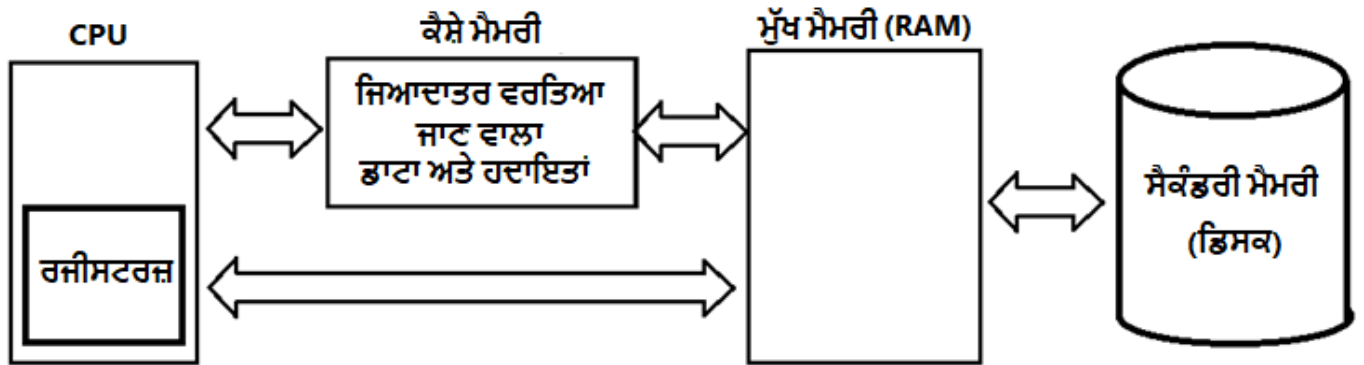 CPU
ਕੈਸ਼ੇ ਮੈਮਰੀ
ਮੁੱਖ ਮੈਮਰੀ (RAM)
ਜਿਆਦਾਤਰ ਵਰਤਿਆ
ਜਾਣ ਵਾਲਾ
ਡਾਟਾ ਅਤੇ ਹਦਾਇਤਾਂ
ਸੈਕੰਡਰੀ ਮੈਮਰੀ
(ਡਿਸਕ)
ਰਜੀਸਟਰਜ਼